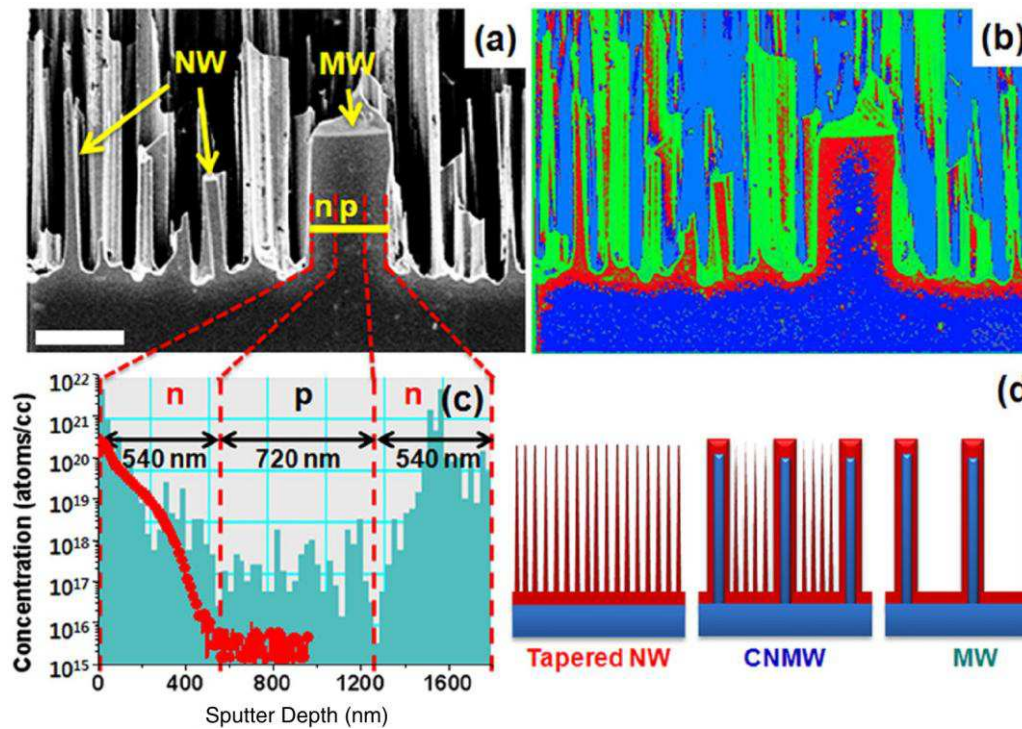 (a)
NW
MW
n p
(b)
Concentration (atoms/cc)
10²²
10²¹
10²⁰
10¹⁹
10¹⁸
10¹⁷
10¹⁶
10¹⁵
n
p
n
(c)
540 nm
720 nm
540 nm
0
400
800
1200
1600
Sputter Depth (nm)
(d
Tapered NW
CNMW
MW